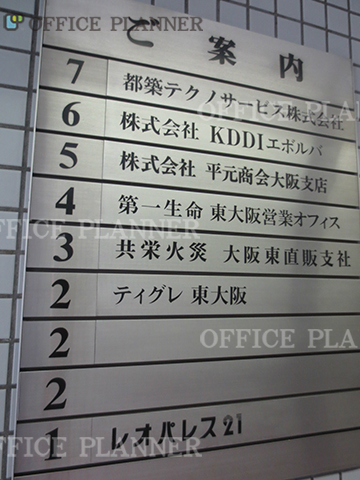 OFFICE PLANNER
ご案内
7 都築テクノサービス株式会社
OFFICE PLA
6 株式会社 KDDIエボルバ
5 株式会社 平元商会大阪支店
4 第一生命 東大阪営業オフィス
OFFICE PLANNER
3 共栄火災 大阪東直販支社
2 ティグレ 東大阪
2
OFFICE PLA
2
1 レオパレス21
OFFICE PLANNER